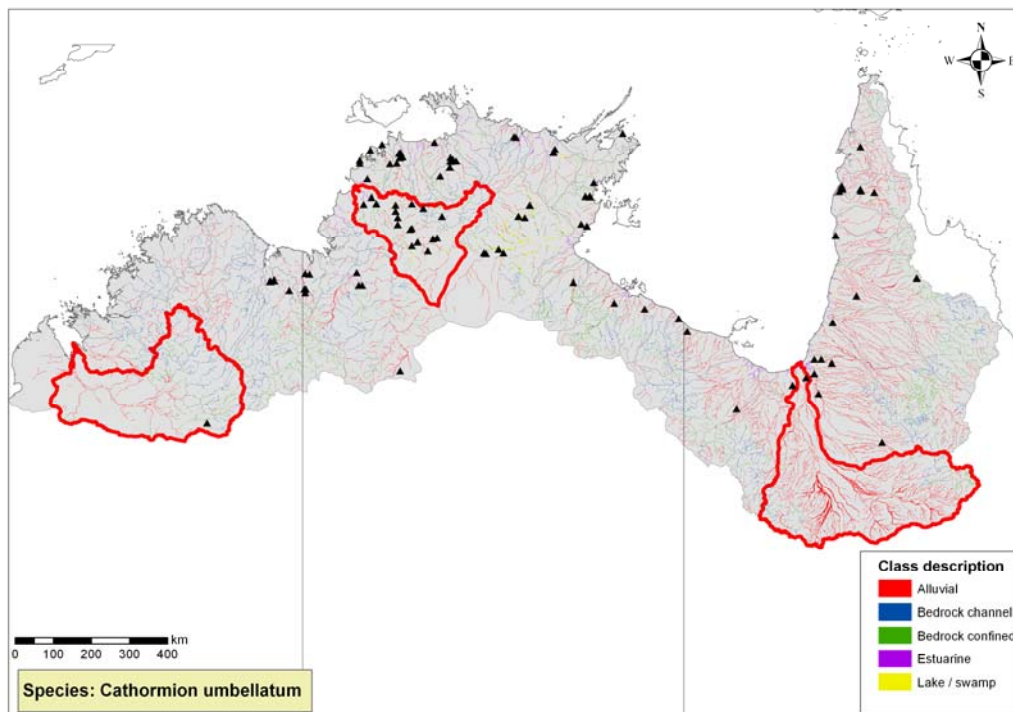 N
W
E
S
Class description
Alluvial
Bedrock channel
Bedrock confined
Estuarine
Lake / swamp
km
0 100 200 300 400
Species: Cathormion umbellatum